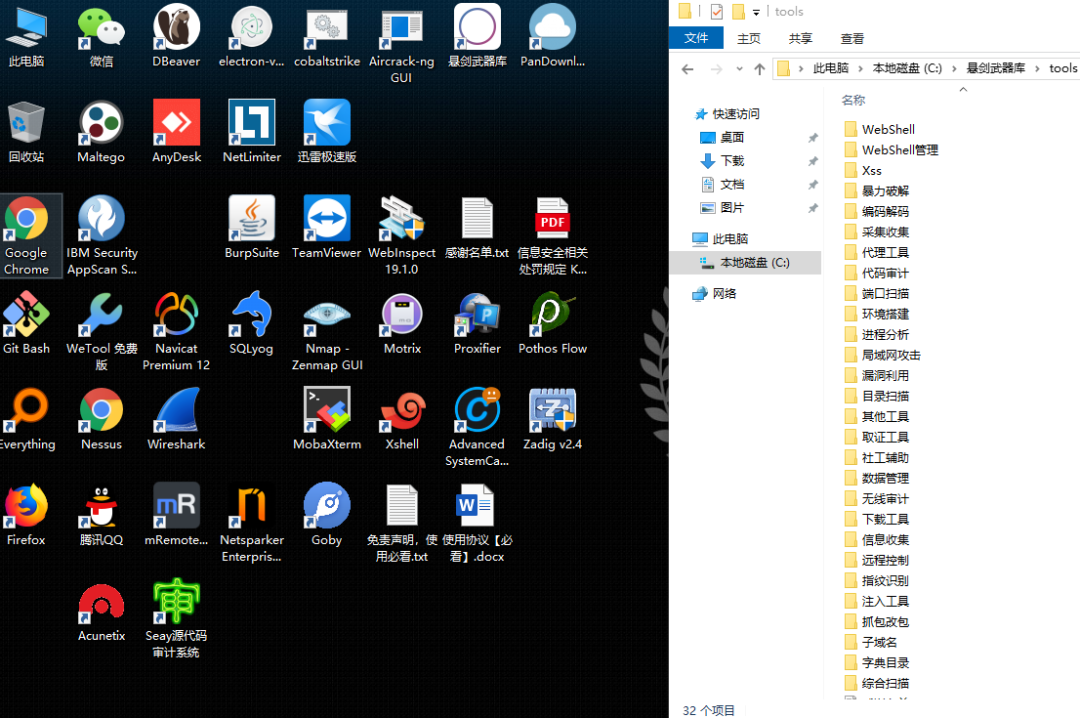 此电脑
微信
DBeaver
electron-v...
cobaltstrike
Aircrack-ng
GUI
悬剑武器库
PanDownl...
回收站
Maltego
AnyDesk
NetLimiter
迅雷极速版
Google
Chrome
IBM Security
AppScan S...
BurpSuite
TeamViewer
WebInspect
19.1.0
感谢名单.txt
PDF
信息安全相关
处罚规定 K...
Git Bash
WeTool 免费
版
Navicat
Premium 12
SQLyog
Nmap -
Zenmap GUI
Motrix
Proxifier
Pothos Flow
Everything
Nessus
Wireshark
MobaXterm
Xshell
Advanced
SystemCa...
Zadig v2.4
Firefox
腾讯QQ
mR
mRemote...
Netsparker
Enterpris...
Goby
免责声明，使
用必看.txt
W
使用协议【必
看】.docx
Acunetix
审
Seay源代码
审计系统
tools
文件
主页
共享
查看
此电脑
本地磁盘 (C:)
悬剑武器库
tools
快速访问
桌面
下载
文档
图片
此电脑
本地磁盘 (C:)
网络
名称
WebShell
WebShell管理
Xss
暴力破解
编码解码
采集收集
代理工具
代码审计
端口扫描
环境搭建
进程分析
局域网攻击
漏洞利用
目录扫描
其他工具
取证工具
社工辅助
数据管理
无线审计
下载工具
信息收集
远程控制
指纹识别
注入工具
抓包改包
子域名
字典目录
综合扫描
32 个项目